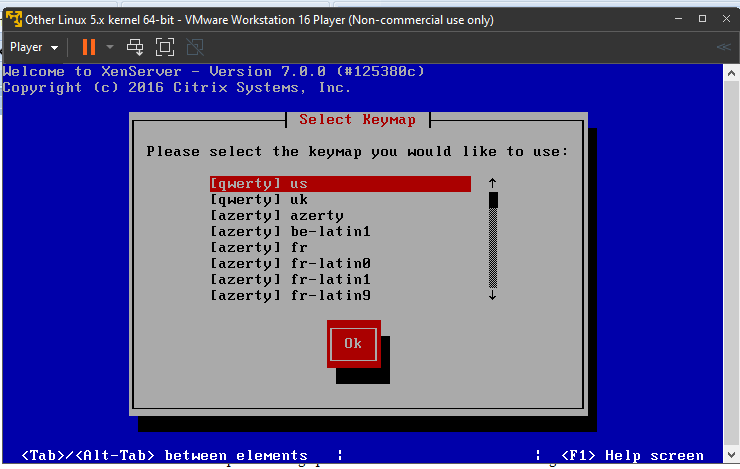 Other Linux 5.x kernel 64-bit - VMware Workstation 16 Player (Non-commercial use only)
Player
Welcome to XenServer - Version 7.0.0 (#125380c)
Copyright (c) 2016 Citrix Systems, Inc.
Select Keymap
Please select the keymap you would like to use:
[qwerty] us
[qwerty] uk
[azerty] azerty
[azerty] be-latin1
[azerty] fr
[azerty] fr-latin0
[azerty] fr-latin1
[azerty] fr-latin9
Ok
<Tab>/<Alt-Tab> between elements | | <F1> Help screen